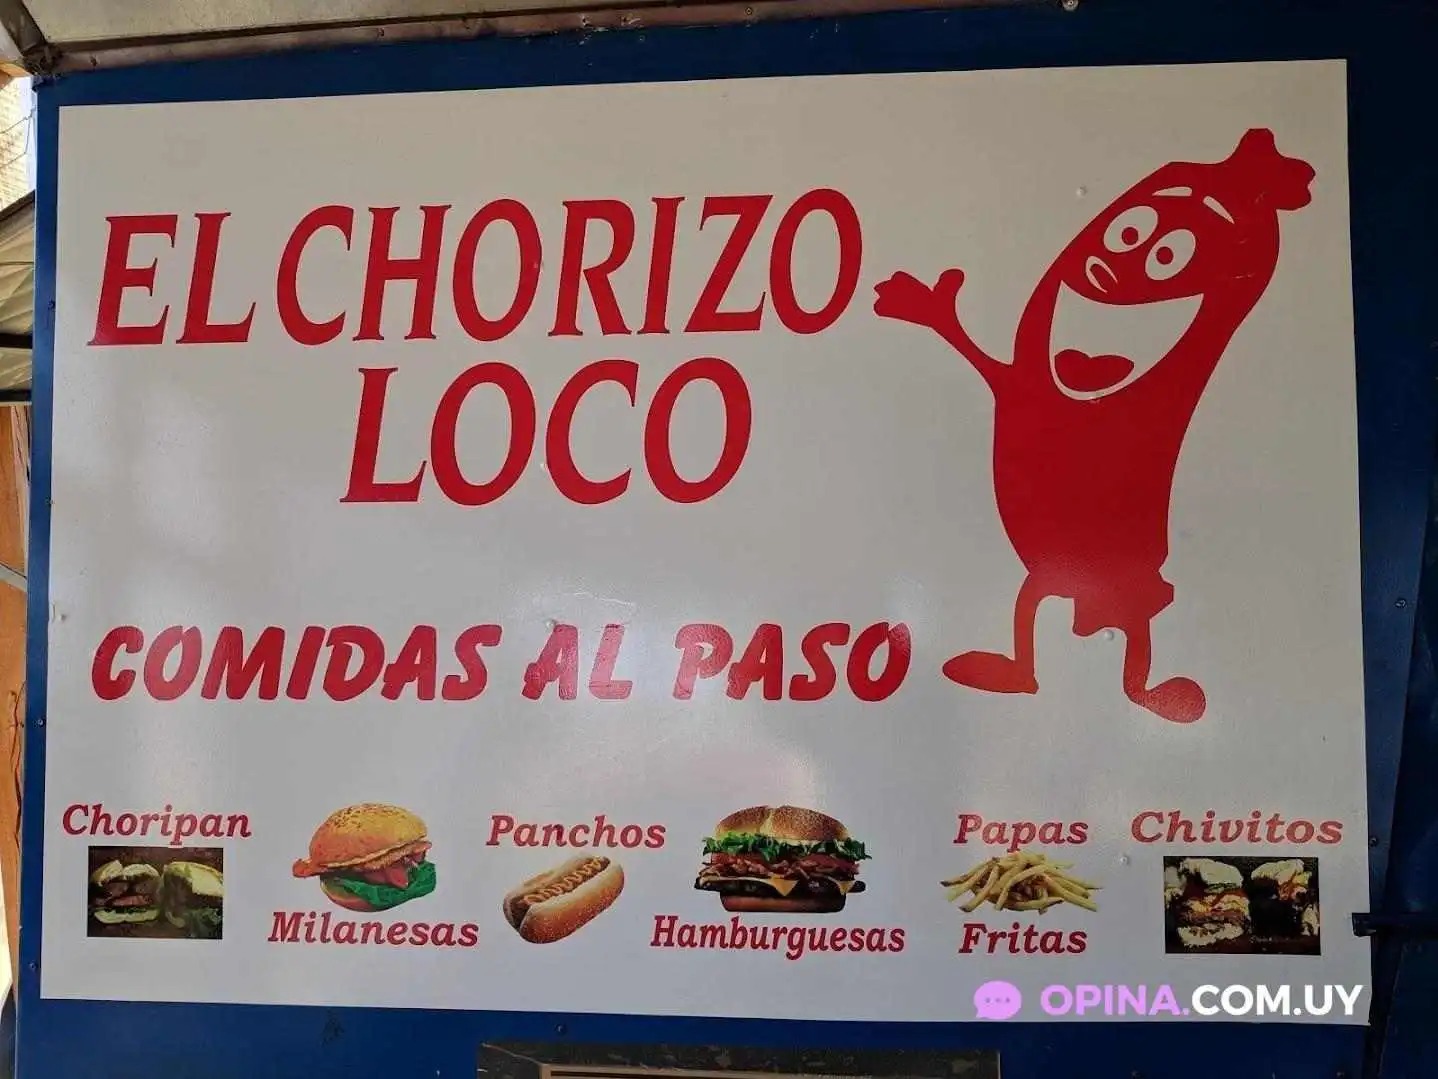 EL CHORIZO
LOCO
COMIDAS AL PASO
Choripan
Milanesas
Panchos
Hamburguesas
Papas
Fritas
Chivitos
OPINA.COM.UY